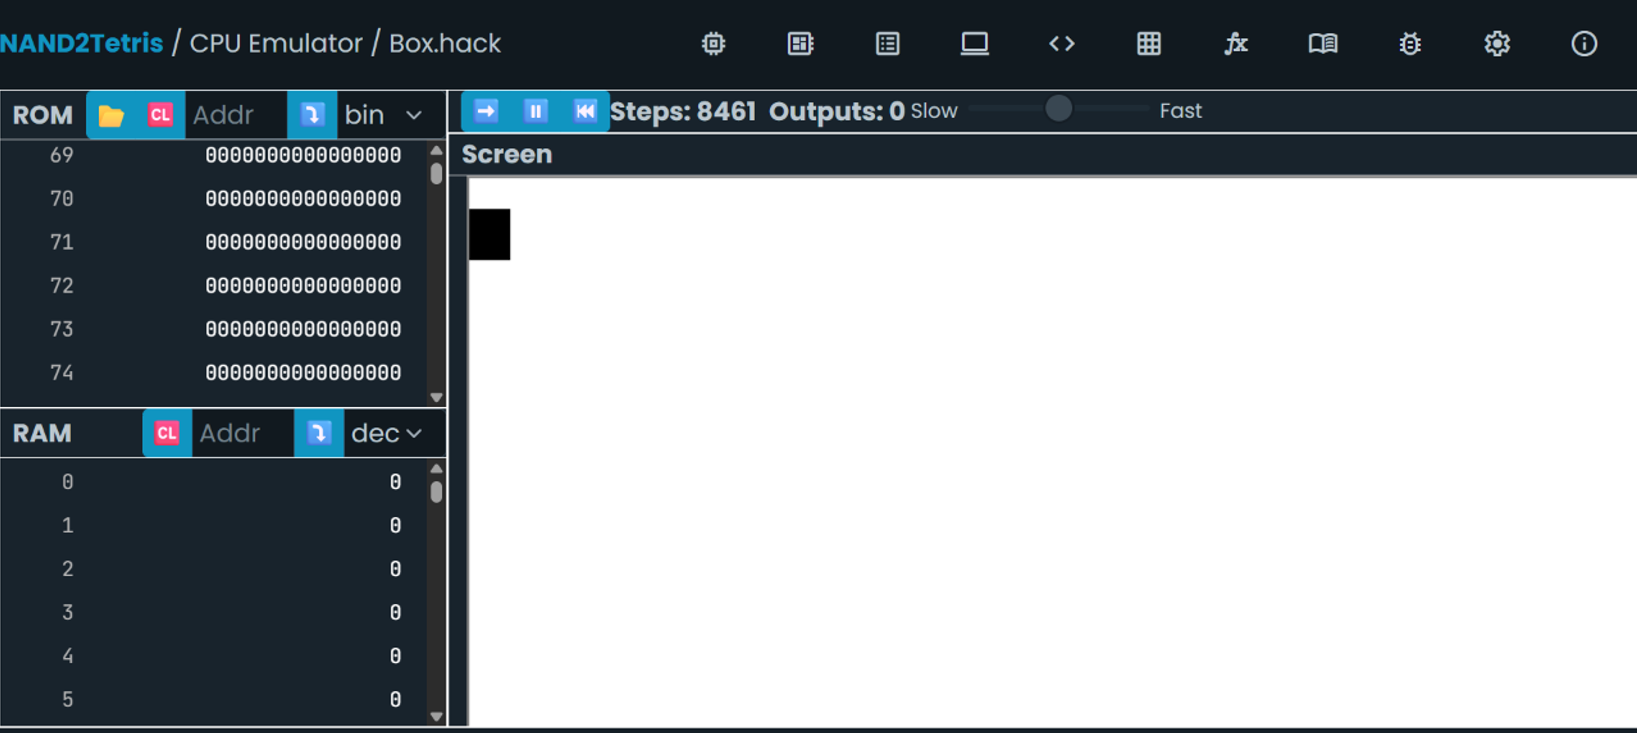 NAND2Tetris / CPU Emulator / Box.hack
ROM CL Addr bin
69 0000000000000000
70 0000000000000000
71 0000000000000000
72 0000000000000000
73 0000000000000000
74 0000000000000000
RAM CL Addr dec
0 0
1 0
2 0
3 0
4 0
5 0
Steps: 8461 Outputs: 0 Slow Fast
Screen